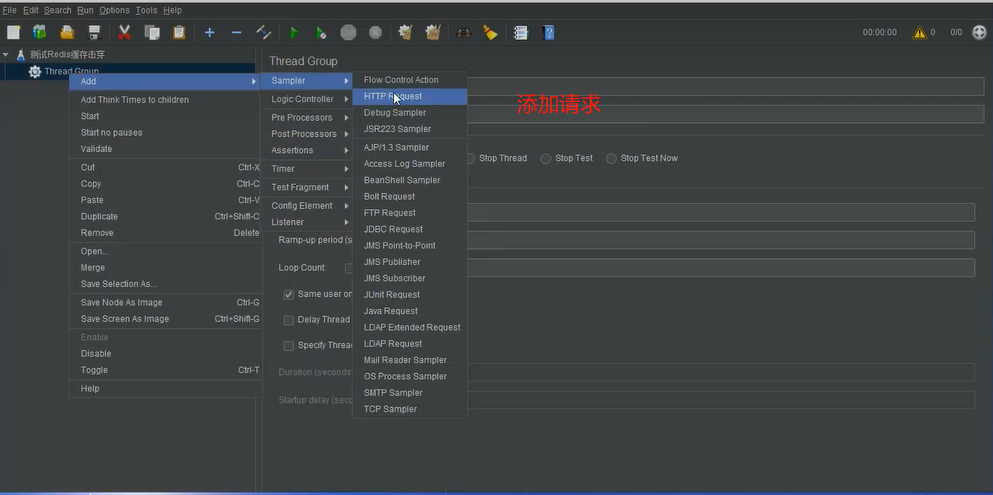 File Edit Search Run Options Tools Help
00:00:00 0 0/0
测试Redis缓存击穿
Thread Group
Thread Group
Add
Add Think Times to children
Start
Start no pauses
Validate
Cut Ctrl-X
Copy Ctrl-C
Paste Ctrl-V
Duplicate Ctrl+Shift-C
Remove Delete
Open...
Merge
Save Selection As...
Save Node As Image Ctrl-G
Save Screen As Image Ctrl+Shift-G
Enable
Disable
Toggle Ctrl-T
Help
Sampler
Logic Controller
Pre Processors
Post Processors
Assertions
Timer
Test Fragment
Config Element
Listener
Flow Control Action
HTTP Request
Debug Sampler
JSR223 Sampler
AJP/1.3 Sampler
Access Log Sampler
BeanShell Sampler
Bolt Request
FTP Request
JDBC Request
JMS Point-to-Point
JMS Publisher
JMS Subscriber
JUnit Request
Java Request
LDAP Extended Request
LDAP Request
Mail Reader Sampler
OS Process Sampler
SMTP Sampler
TCP Sampler
添加请求
Stop Thread Stop Test Stop Test Now
Ramp-up period (s
Loop Count:
Same user on
Delay Thread
Specify Threa
Duration (seconds
Startup delay (sec